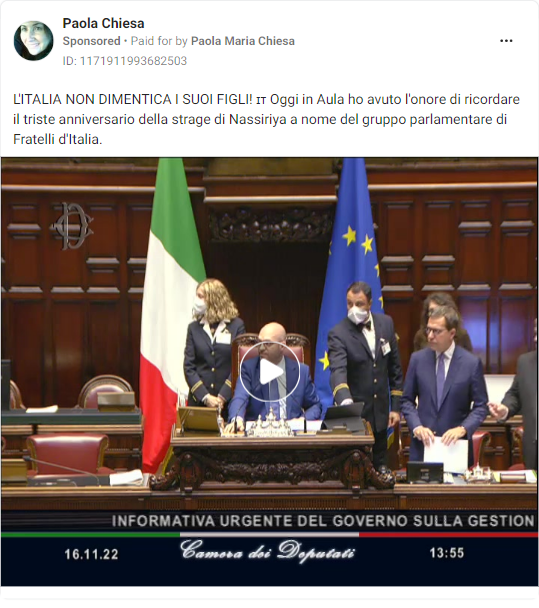 Paola Chiesa
Sponsored • Paid for by Paola Maria Chiesa
ID: 1171911993682503
L'ITALIA NON DIMENTICA I SUOI FIGLI! ɪᴛ Oggi in Aula ho avuto l'onore di ricordare
il triste anniversario della strage di Nassiriya a nome del gruppo parlamentare di
Fratelli d'Italia.
INFORMATIVA URGENTE DEL GOVERNO SULLA GESTION
16.11.22 Camera dei Deputati 13:55